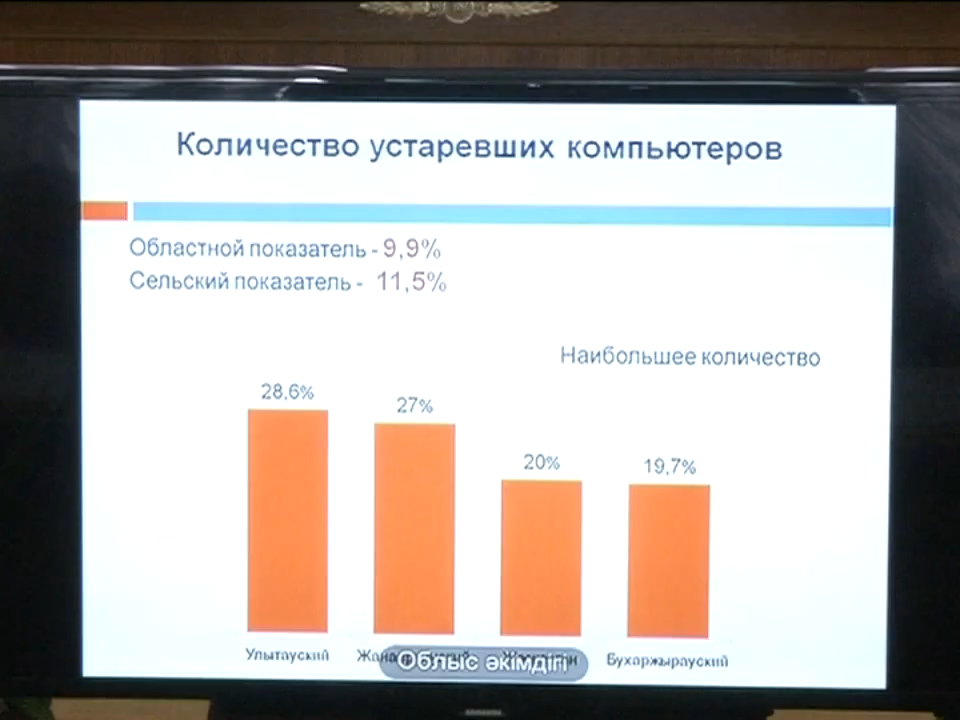 Количество устаревших компьютеров
Областной показатель - 9,9%
Сельский показатель - 11,5%
Наибольшее количество
28,6%
27%
20%
19,7%
Улытауский
Бухаржырауский
Облыс әкімдігі
SAMSUNG